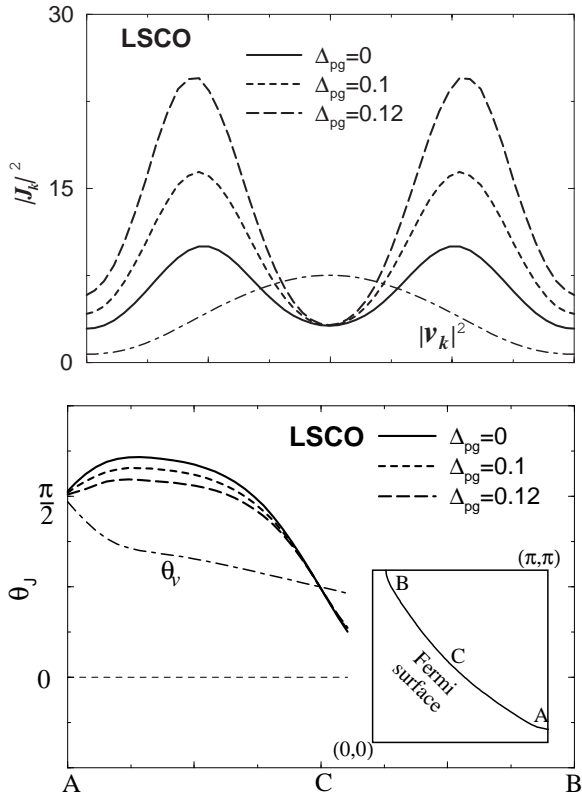 30
LSCO
Δpg=0
Δpg=0.1
Δpg=0.12
15
|Jk|²
|vk|²
0
LSCO
Δpg=0
Δpg=0.1
Δpg=0.12
π/2
θJ
θv
0
(π,π)
B
C
Fermi
surface
A
(0,0)
A
C
B